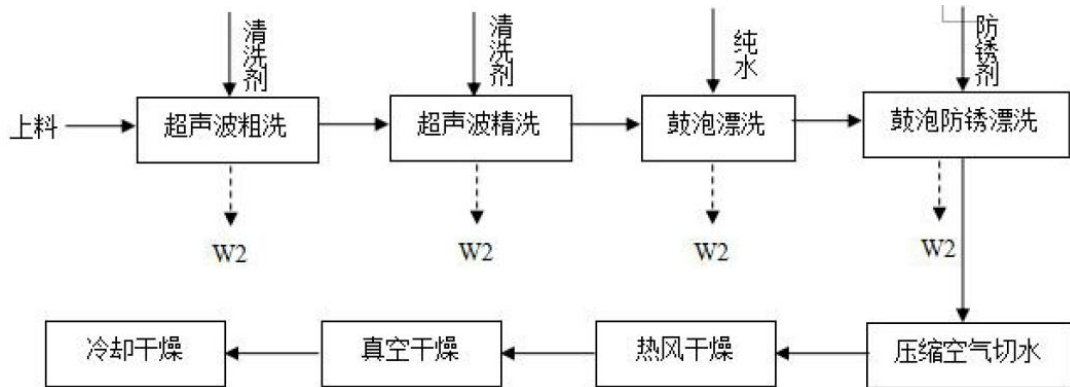 清洗剂
清洗剂
纯水
防锈剂
上料
超声波粗洗
超声波精洗
鼓泡漂洗
鼓泡防锈漂洗
W2
W2
W2
W2
冷却干燥
真空干燥
热风干燥
压缩空气切水